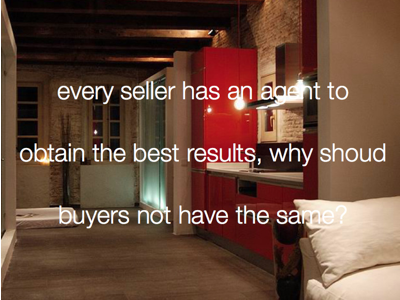 every seller has an agent to
obtain the best results, why shoud
buyers not have the same?